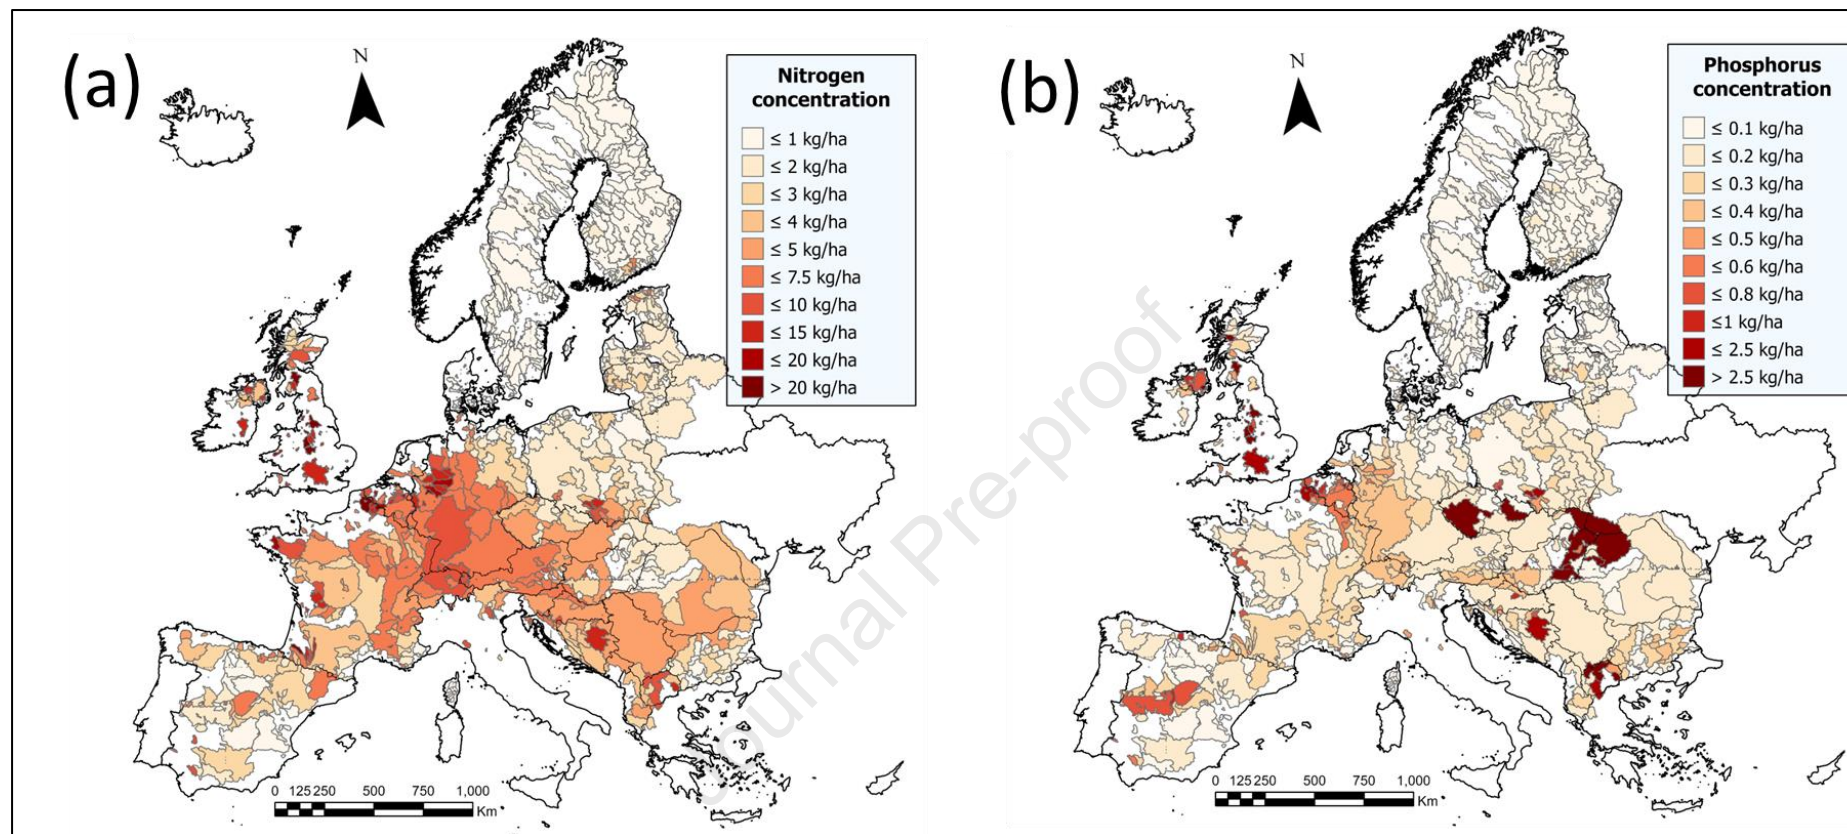 (a)
N
Nitrogen
concentration
≤ 1 kg/ha
≤ 2 kg/ha
≤ 3 kg/ha
≤ 4 kg/ha
≤ 5 kg/ha
≤ 7.5 kg/ha
≤ 10 kg/ha
≤ 15 kg/ha
≤ 20 kg/ha
> 20 kg/ha
0 125 250 500 750 1,000
Km
(b)
N
Phosphorus
concentration
≤ 0.1 kg/ha
≤ 0.2 kg/ha
≤ 0.3 kg/ha
≤ 0.4 kg/ha
≤ 0.5 kg/ha
≤ 0.6 kg/ha
≤ 0.8 kg/ha
≤1 kg/ha
≤ 2.5 kg/ha
> 2.5 kg/ha
0 125 250 500 750 1,000
Km
Journal Pre-proof